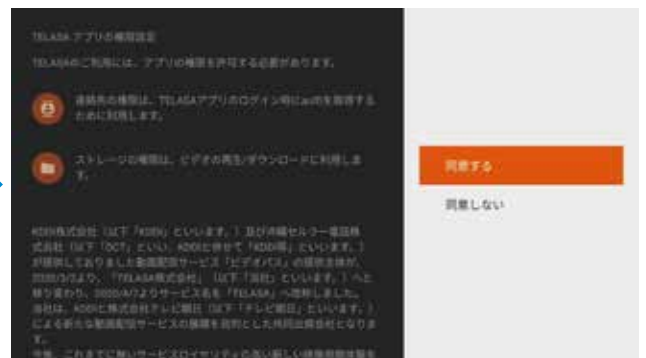 TELASA アプリの権限設定
TELASAのご利用には、アプリの権限を許可する必要があります。
連絡先の権限は、TELASAアプリのログイン時にauIDを取得する
ために利用します。
ストレージの権限は、ビデオの再生/ダウンロードに利用しま
す。
同意する
同意しない
KDDI株式会社（以下「KDDI」といいます。）及び沖縄セルラー電話株
式会社（以下「OCT」といい、KDDIと併せて「KDDI等」といいます。）
が提供しておりました動画配信サービス「ビデオパス」の提供主体が、
2020/3/2より、「TELASA株式会社」（以下「当社」といいます。）へと
移り変わり、2020/4/7よりサービス名を「TELASA」へ改称しました。
当社は、KDDIと株式会社テレビ朝日（以下「テレビ朝日」といいます。）
による新たな動画配信サービスの展開を目的とした共同出資会社となりま
す。